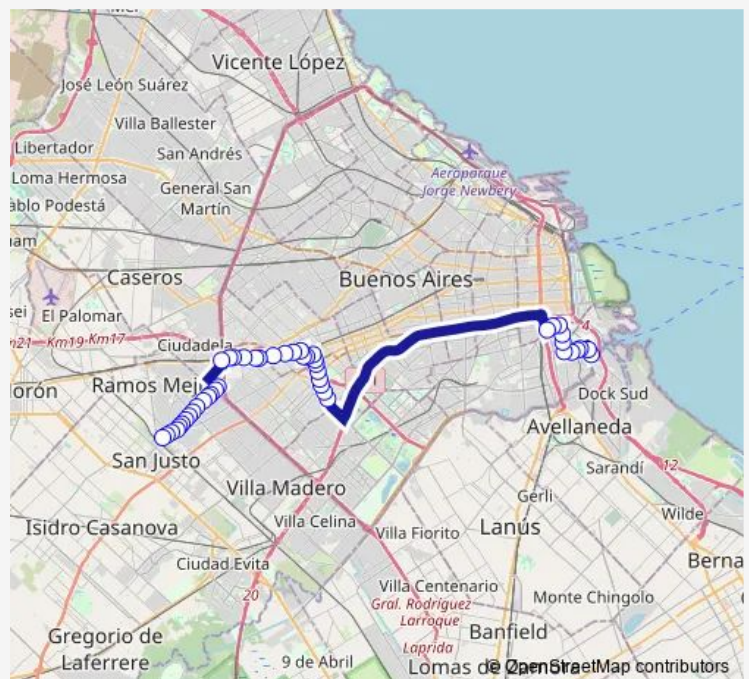 Vicente López
José León Suárez
Villa Ballester
Libertador
San Andrés
Loma Hermosa
General San
Martín
ablo Podestá
Aeroparque
Jorge Newbery
Caseros
Buenos Aires
El Palomar
4
Km19
Km17
Ciudadela
Ramos Mej
Dock Sud
San Justo
Avellaneda
Sarandí
12
Villa Madero
Gerli
Wilde
Isidro Casanova
Villa Celina
Villa Fiorito
Lanús
Berna
Ciudad Evita
Villa Centenario
20
Gral. Rodríguez
Larroque
Monte Chingolo
Gregorio de
Laferrere
Laprida
Banfield
9 de Abril
Lomas de Zamora
© OpenStreetMap contributors